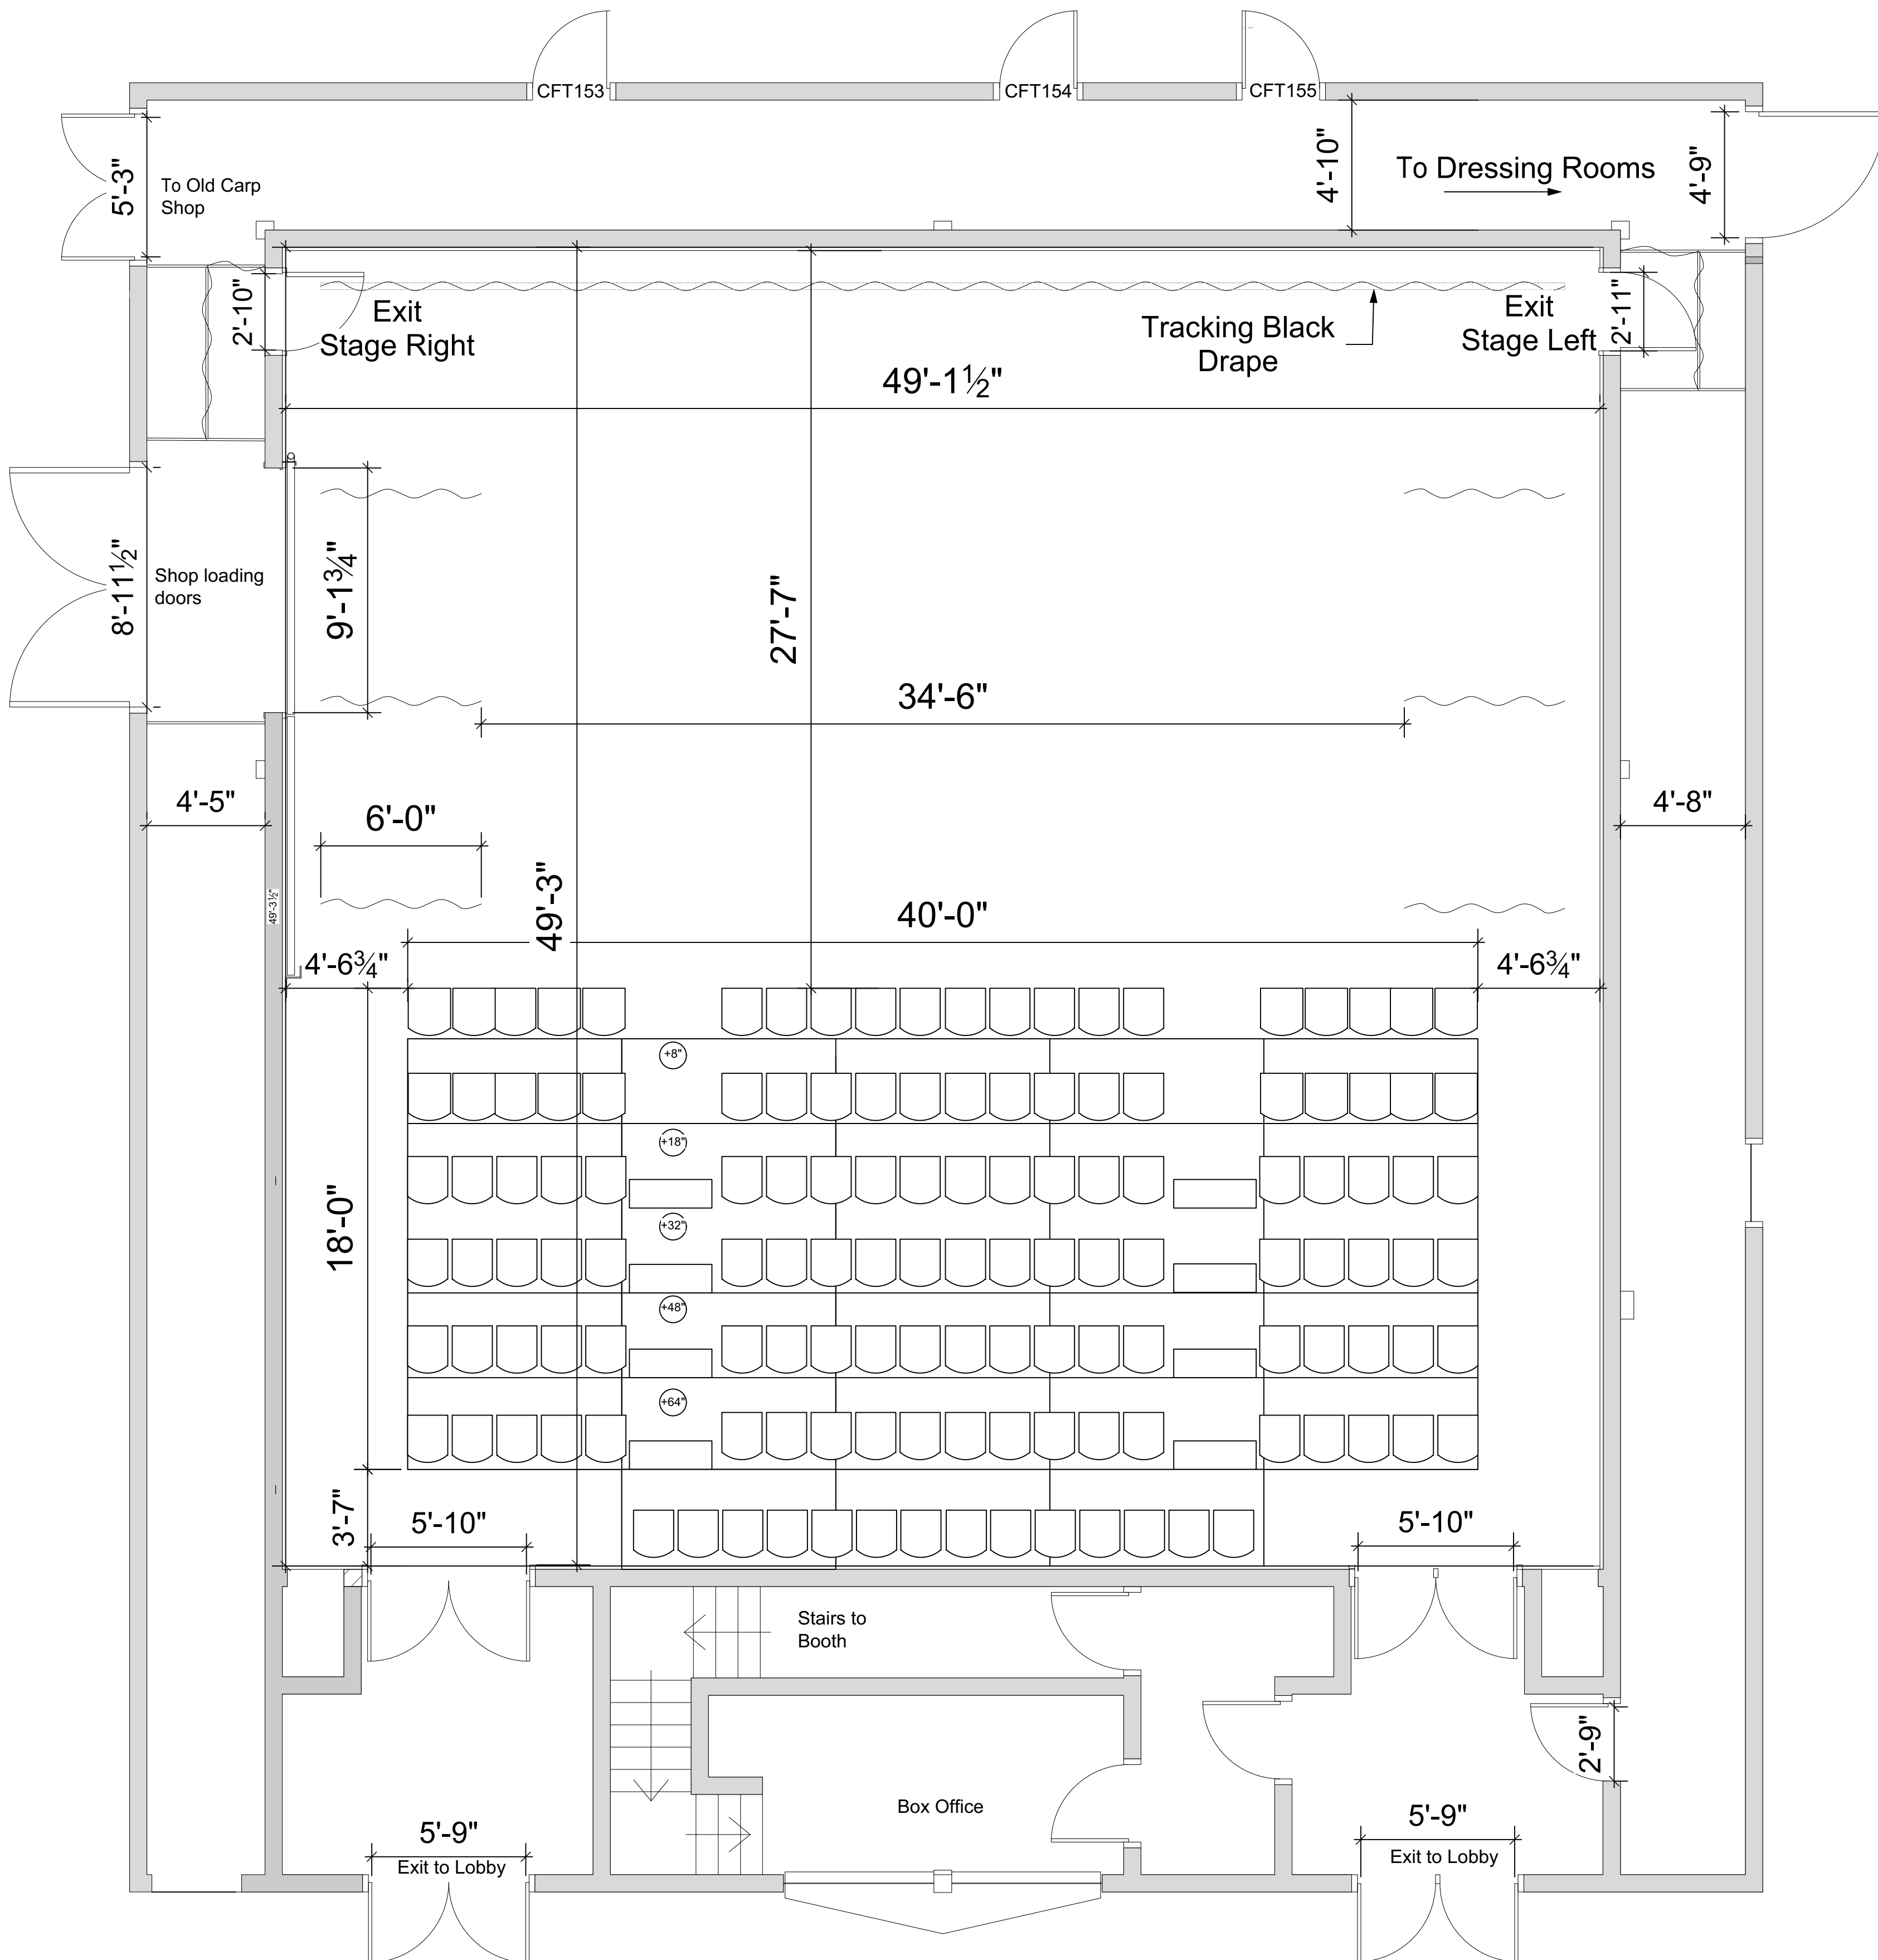 CFT153
CFT154
CFT155
5'-3"
To Old Carp
Shop
4'-10"
To Dressing Rooms
4'-9"
2'-10"
Exit
Stage Right
Tracking Black
Drape
Exit
Stage Left
2'-11"
49'-1½"
8'-11½"
Shop loading
doors
9'-1¾"
27'-7"
34'-6"
4'-5"
6'-0"
4'-8"
49'-3½"
49'-3"
40'-0"
4'-6¾"
4'-6¾"
+8"
+18"
18'-0"
+32"
+48"
+64"
3'-7"
5'-10"
5'-10"
Stairs to
Booth
2'-9"
Box Office
5'-9"
Exit to Lobby
5'-9"
Exit to Lobby